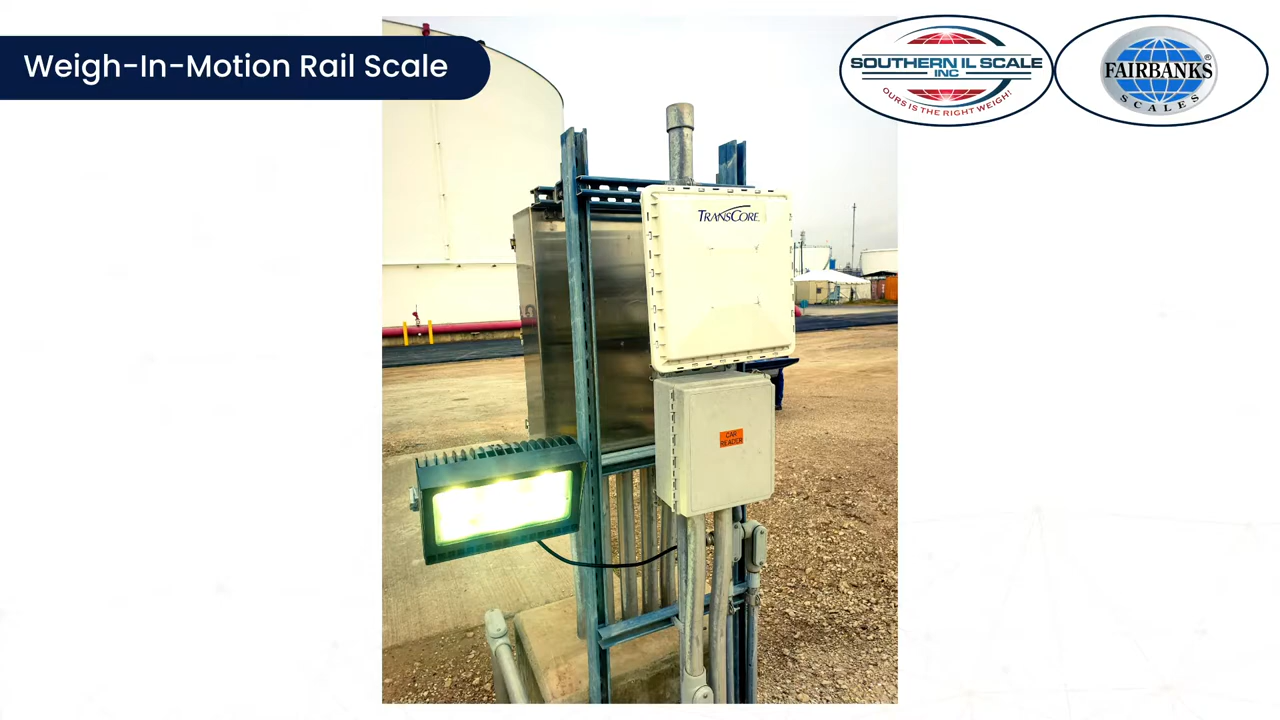 Weigh-In-Motion Rail Scale
SOUTHERN IL SCALE
INC
OURS IS THE RIGHT WEIGH!
FAIRBANKS®
SCALES
TRANSCORE
CAR
READER